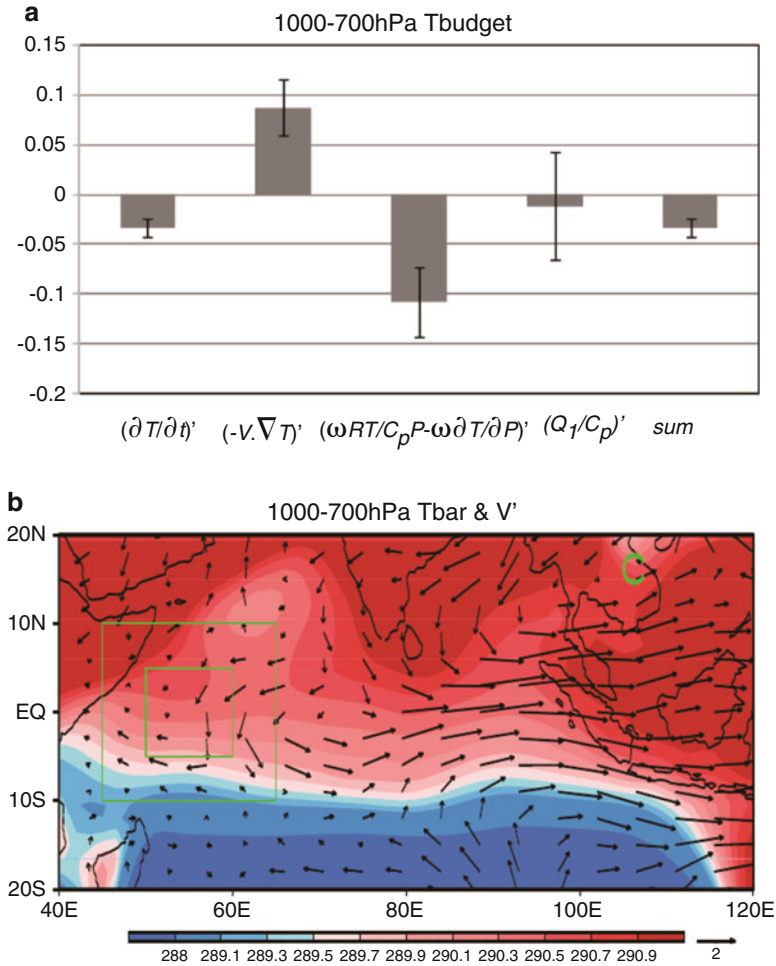 a
1000-700hPa Tbudget
0.15
0.1
0.05
0
-0.05
-0.1
-0.15
-0.2
(∂T/∂t)' (-V.∇T)' (ωRT/CpP-ω∂T/∂P)' (Q1/Cp)' sum
b
1000-700hPa Tbar & V'
20N
10N
EQ
10S
20S
40E 60E 80E 100E 120E
288 289.1 289.3 289.5 289.7 289.9 290.1 290.3 290.5 290.7 290.9 2
C